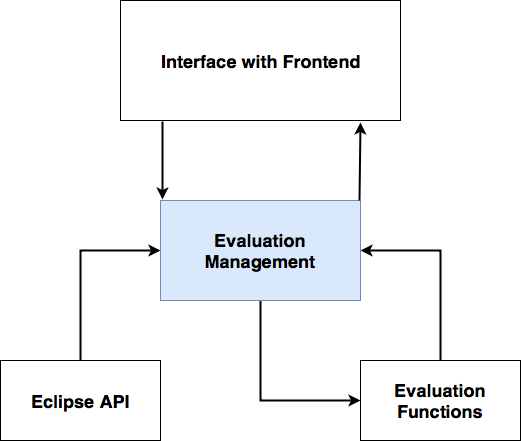 Interface with Frontend
Evaluation
Management
Eclipse API
Evaluation
Functions